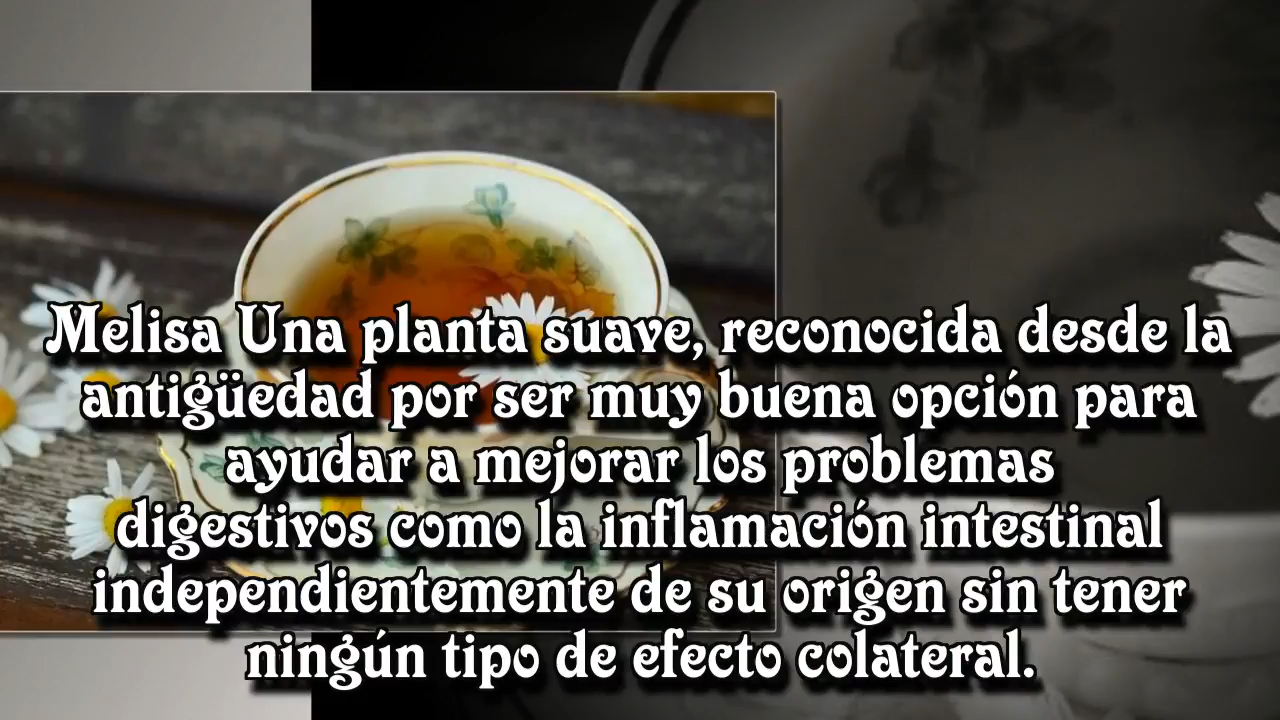 Melisa Una planta suave, reconocida desde la
antigüedad por ser muy buena opción para
ayudar a mejorar los problemas
digestivos como la inflamación intestinal
independientemente de su origen sin tener
ningún tipo de efecto colateral.